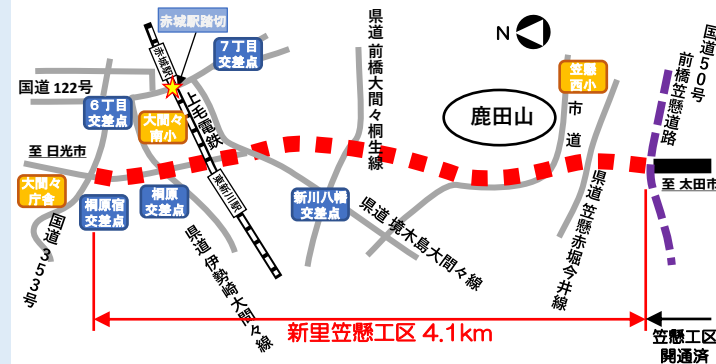 赤城駅踏切
7丁目
交差点
N
国道 122号
赤城駅
上毛電鉄
6丁目
交差点
大間々
南小
至 日光市
大間々
庁舎
国道 353号
桐原宿
交差点
桐原
交差点
東新川駅
県道 伊勢崎大間々線
新川八幡
交差点
県道 前橋大間々桐生線
県道 境木島大間々線
鹿田山
笠懸
西小
市道
県道 笠懸赤堀今井線
国道50号
前橋笠懸道路
至 太田市
新里笠懸工区 4.1km
笠懸工区
開通済